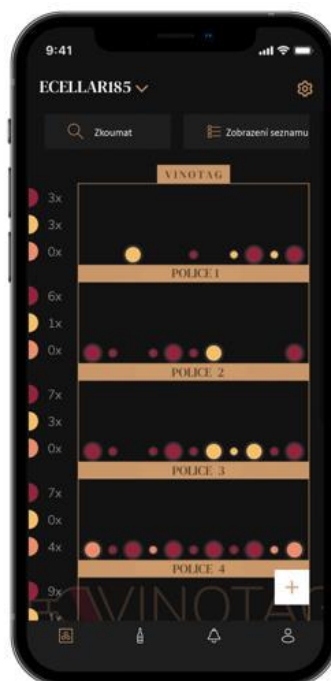 9:41
ECELLAR185
Zkoumat
Zobrazení seznamu
VINOTAG
3x
3x
0x
POLICE 1
6x
1x
0x
POLICE 2
7x
3x
0x
POLICE 3
7x
0x
4x
POLICE 4
+
9x
1x
VINOTAG